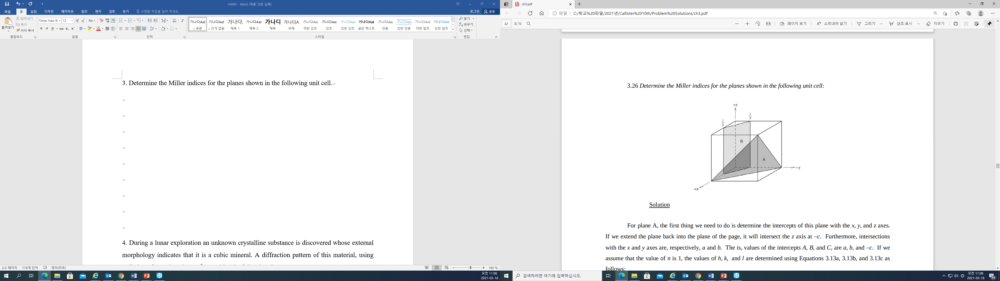 HW#2 - Word (제품 인증 실패)
파일 홈 삽입 디자인 레이아웃 참조 편지 검토 보기 수행할 작업을 알려 주세요. 로그인 공유
붙여넣기 잘라내기 복사 서식 복사
클립보드
Times New Ro 12
글꼴
단락
가나다AaB 가나다AaB 가나다. 가나다AaB 가나다 가나다A 가나다AaB 가나다AaB 가나다AaB 가나다AaB 가나다AaB 가나다AaB 가나다AaB 가나다AaB
표준 간격 없음 제목 1 제목 2 제목 부제 약한 강조 강조 강한 강조 굵은 텍스트 인용 강한 인용 약한 참조 강한 참조
스타일
찾기
바꾸기
선택
편집
3. Determine the Miller indices for the planes shown in the following unit cell.
4. During a lunar exploration an unknown crystalline substance is discovered whose external
morphology indicates that it is a cubic mineral. A diffraction pattern of this material, using
2/2 페이지 176개 단어 영어(미국) 160 %
오전 11:06
2021-03-18
ch3.pdf
파일 C:/학교%20파일/2021년/Callister%2010th/Problem%20Solutions/ch3.pdf
42 의 70 페이지 보기 소리내어 읽기 그리기 강조 표시 지우기
3.26 Determine the Miller indices for the planes shown in the following unit cell:
+z
1/3
1/2
B
A
+y
+x
Solution
For plane A, the first thing we need to do is determine the intercepts of this plane with the x, y, and z axes.
If we extend the plane back into the plane of the page, it will intersect the z axis at –c. Furthermore, intersections
with the x and y axes are, respectively, a and b. The is, values of the intercepts A, B, and C, are a, b, and –c. If we
assume that the value of n is 1, the values of h, k, and l are determined using Equations 3.13a, 3.13b, and 3.13c as
follows:
검색하려면 여기에 입력하십시오.
오전 11:06
2021-03-18
20